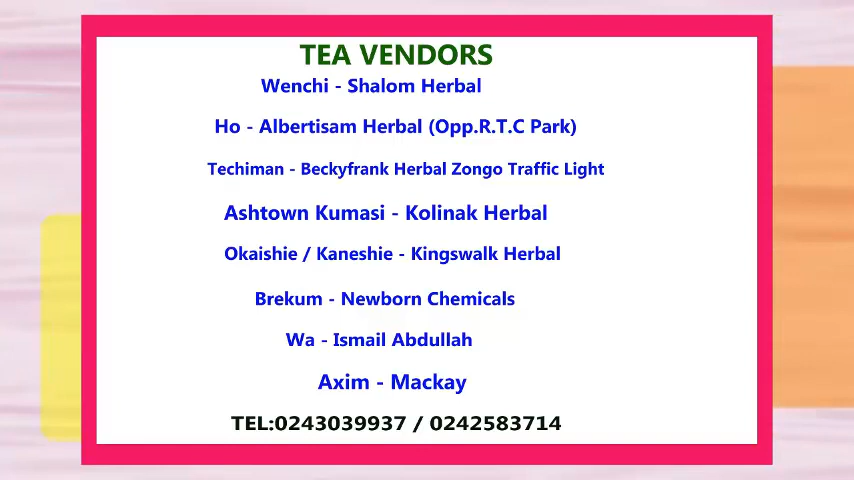 TEA VENDORS
Wenchi - Shalom Herbal
Ho - Albertisam Herbal (Opp.R.T.C Park)
Techiman - Beckyfrank Herbal Zongo Traffic Light
Ashtown Kumasi - Kolinak Herbal
Okaishie / Kaneshie - Kingswalk Herbal
Brekum - Newborn Chemicals
Wa - Ismail Abdullah
Axim - Mackay
TEL:0243039937 / 0242583714